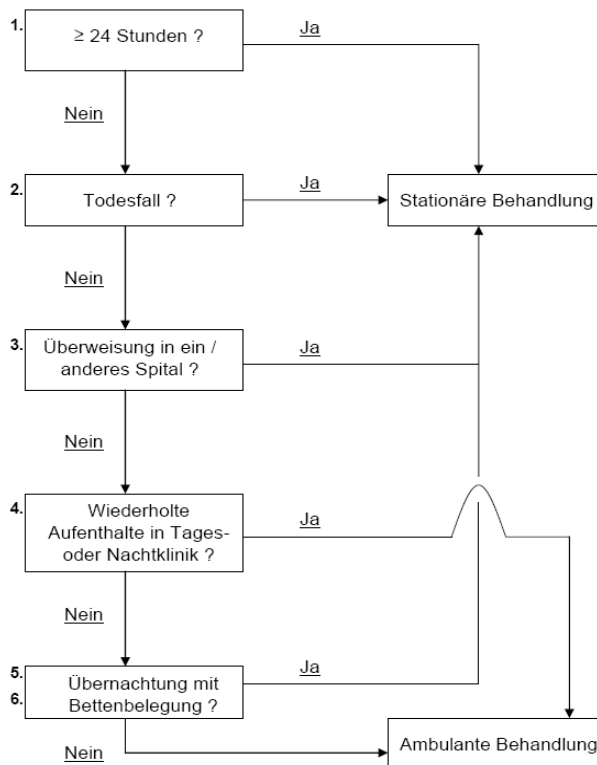 1.
≥ 24 Stunden ?
Ja
Nein
2.
Todesfall ?
Ja
Stationäre Behandlung
Nein
3.
Überweisung in ein /
anderes Spital ?
Ja
Nein
4.
Wiederholte
Aufenthalte in Tages-
oder Nachtklinik ?
Ja
Nein
5.
6.
Übernachtung mit
Bettenbelegung ?
Ja
Nein
Ambulante Behandlung